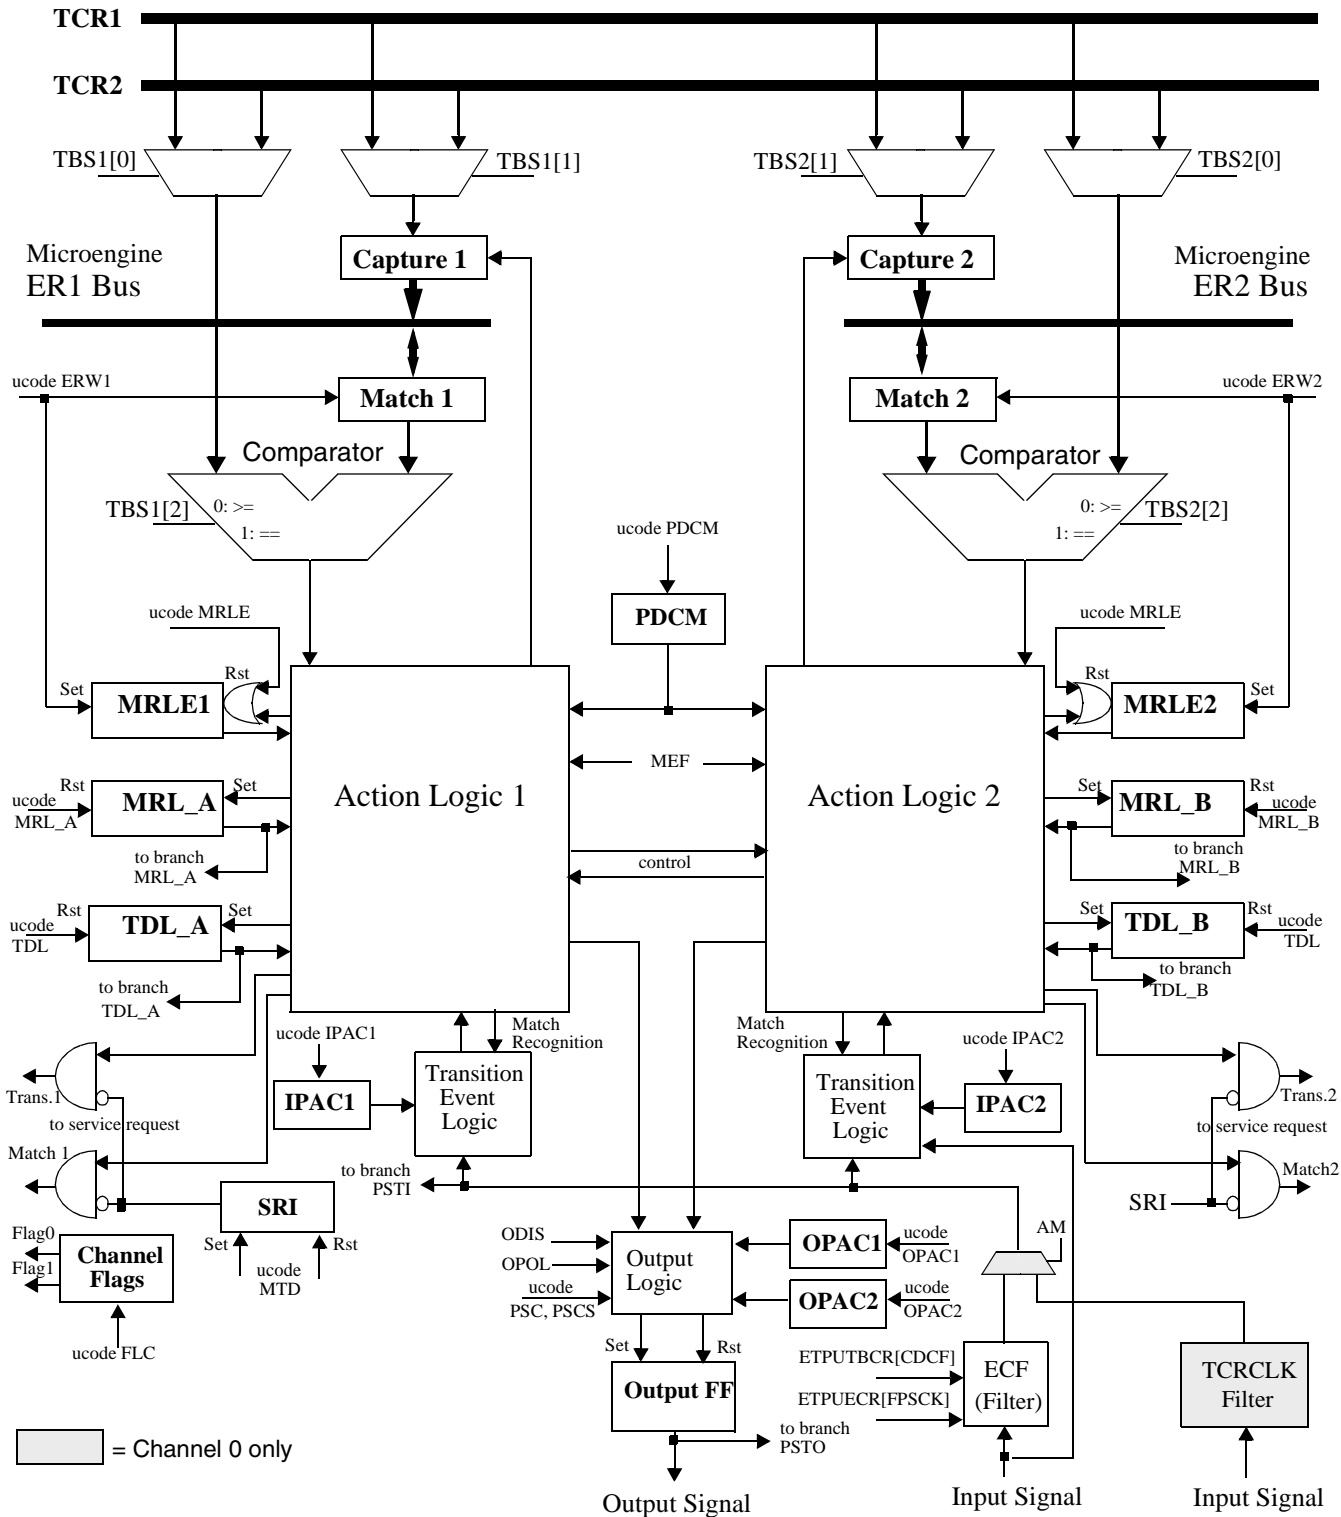 TCR1
TCR2
TBS1[0]
TBS1[1]
TBS2[1]
TBS2[0]
Microengine
ER1 Bus
Capture 1
Capture 2
Microengine
ER2 Bus
ucode ERW1
Match 1
Match 2
ucode ERW2
Comparator
Comparator
TBS1[2]
0: >=
1: ==
0: >=
1: ==
TBS2[2]
ucode PDCM
PDCM
ucode MRLE
ucode MRLE
Set
MRLE1
Rst
Rst
MRLE2
Set
Action Logic 1
MEF
Action Logic 2
control
Rst
ucode
MRL_A
MRL_A
Set
to branch
MRL_A
Set
MRL_B
Rst
ucode
MRL_B
to branch
MRL_B
Rst
ucode
TDL
TDL_A
Set
to branch
TDL_A
Set
TDL_B
Rst
ucode
TDL
to branch
TDL_B
ucode IPAC1
Match
Recognition
Match
Recognition
ucode IPAC2
Trans.1
IPAC1
Transition
Event
Logic
Transition
Event
Logic
IPAC2
Trans.2
to service request
to service request
Match 1
to branch
PSTI
Match2
SRI
SRI
Set
Rst
ucode
MTD
Flag0
Flag1
Channel
Flags
ucode FLC
ODIS
OPOL
ucode
PSC, PSCS
Output
Logic
OPAC1
ucode
OPAC1
OPAC2
ucode
OPAC2
AM
Set
Rst
Output FF
ETPUTBCR[CDCF]
ETPUECR[FPSCK]
ECF
(Filter)
TCRCLK
Filter
to branch
PSTO
= Channel 0 only
Output Signal
Input Signal
Input Signal